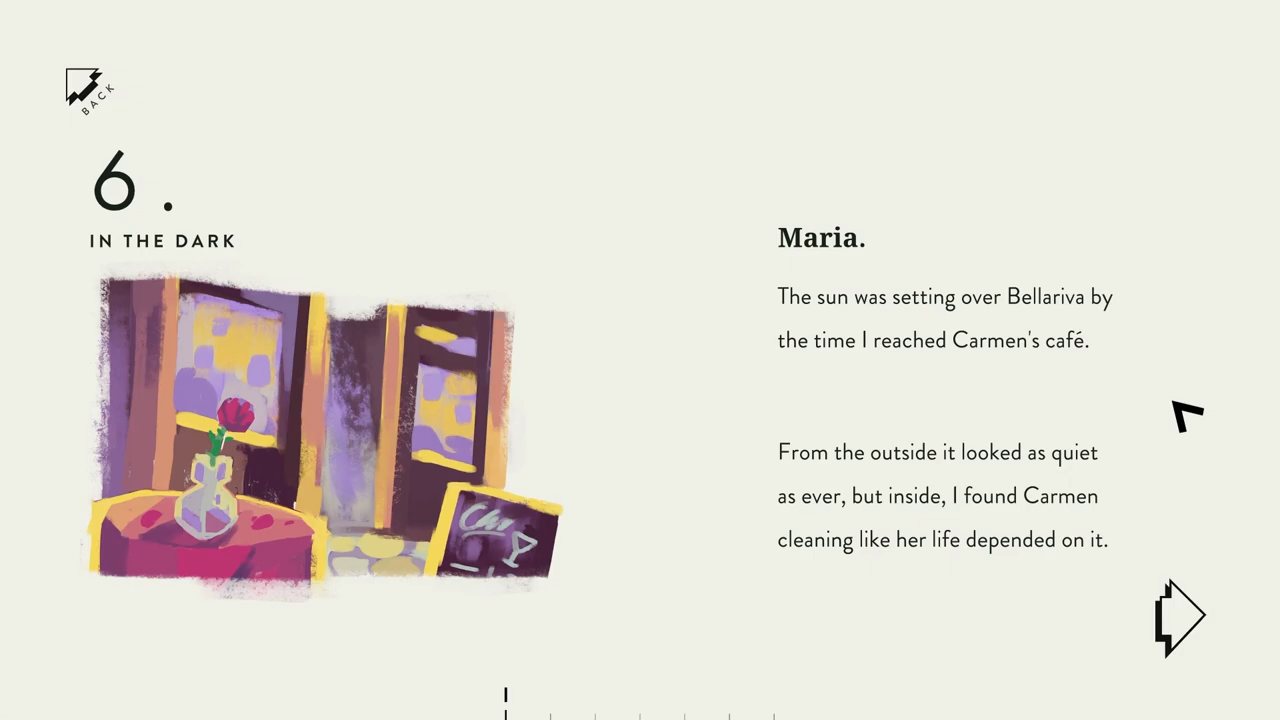 BACK
6 .
IN THE DARK
Maria.
The sun was setting over Bellariva by
the time I reached Carmen's café.
From the outside it looked as quiet
as ever, but inside, I found Carmen
cleaning like her life depended on it.